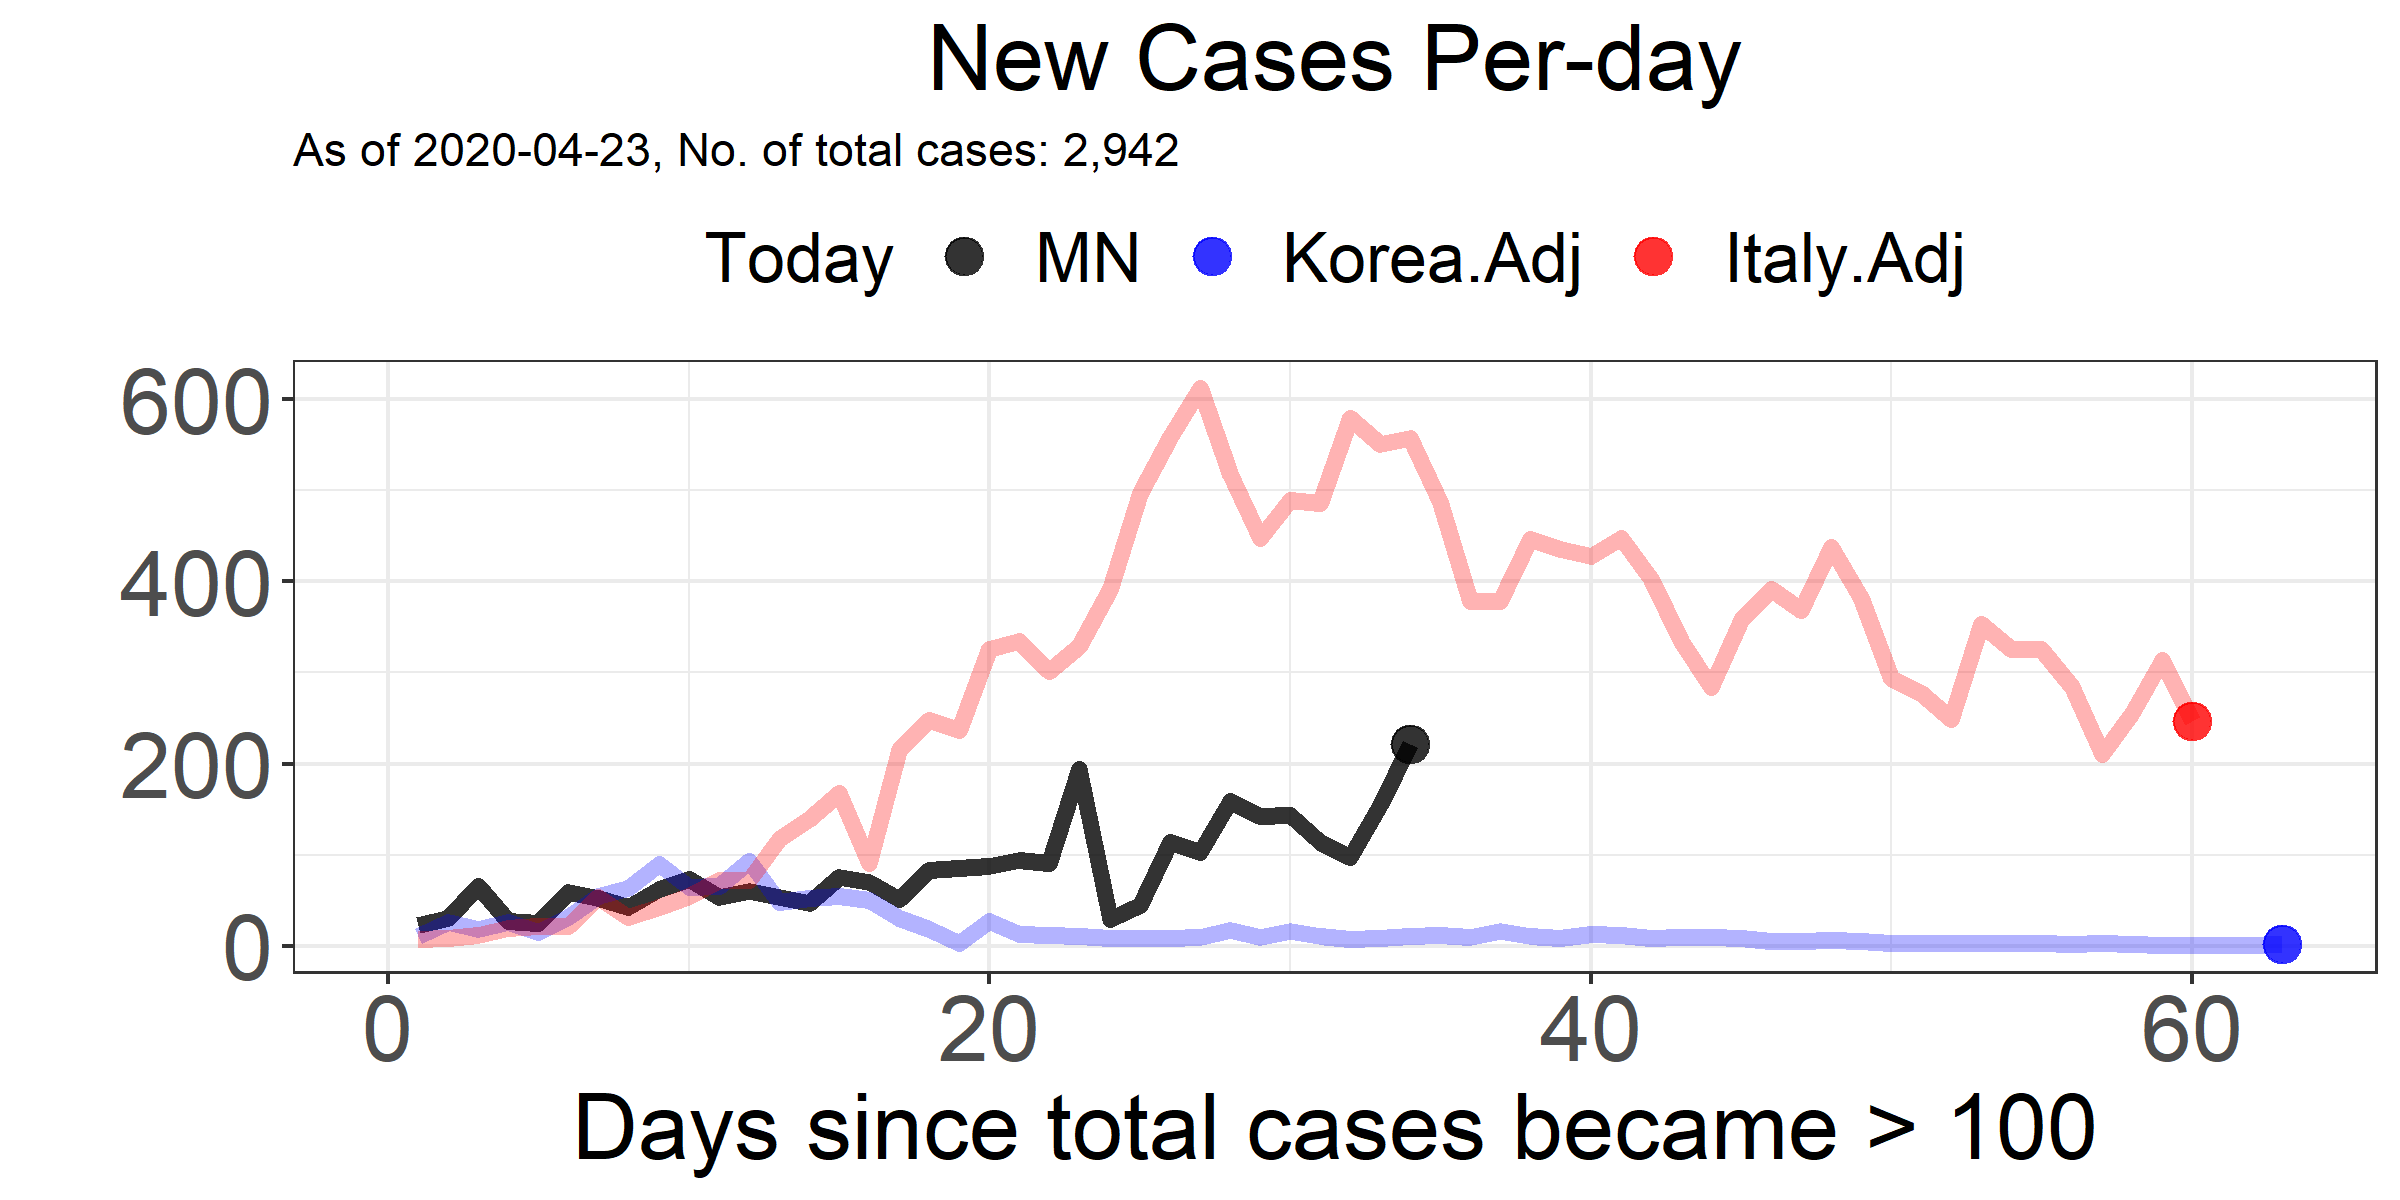 New Cases Per-day
As of 2020-04-23, No. of total cases: 2,942
Today MN Korea.Adj Italy.Adj
600
400
200
0
0 20 40 60
Days since total cases became > 100